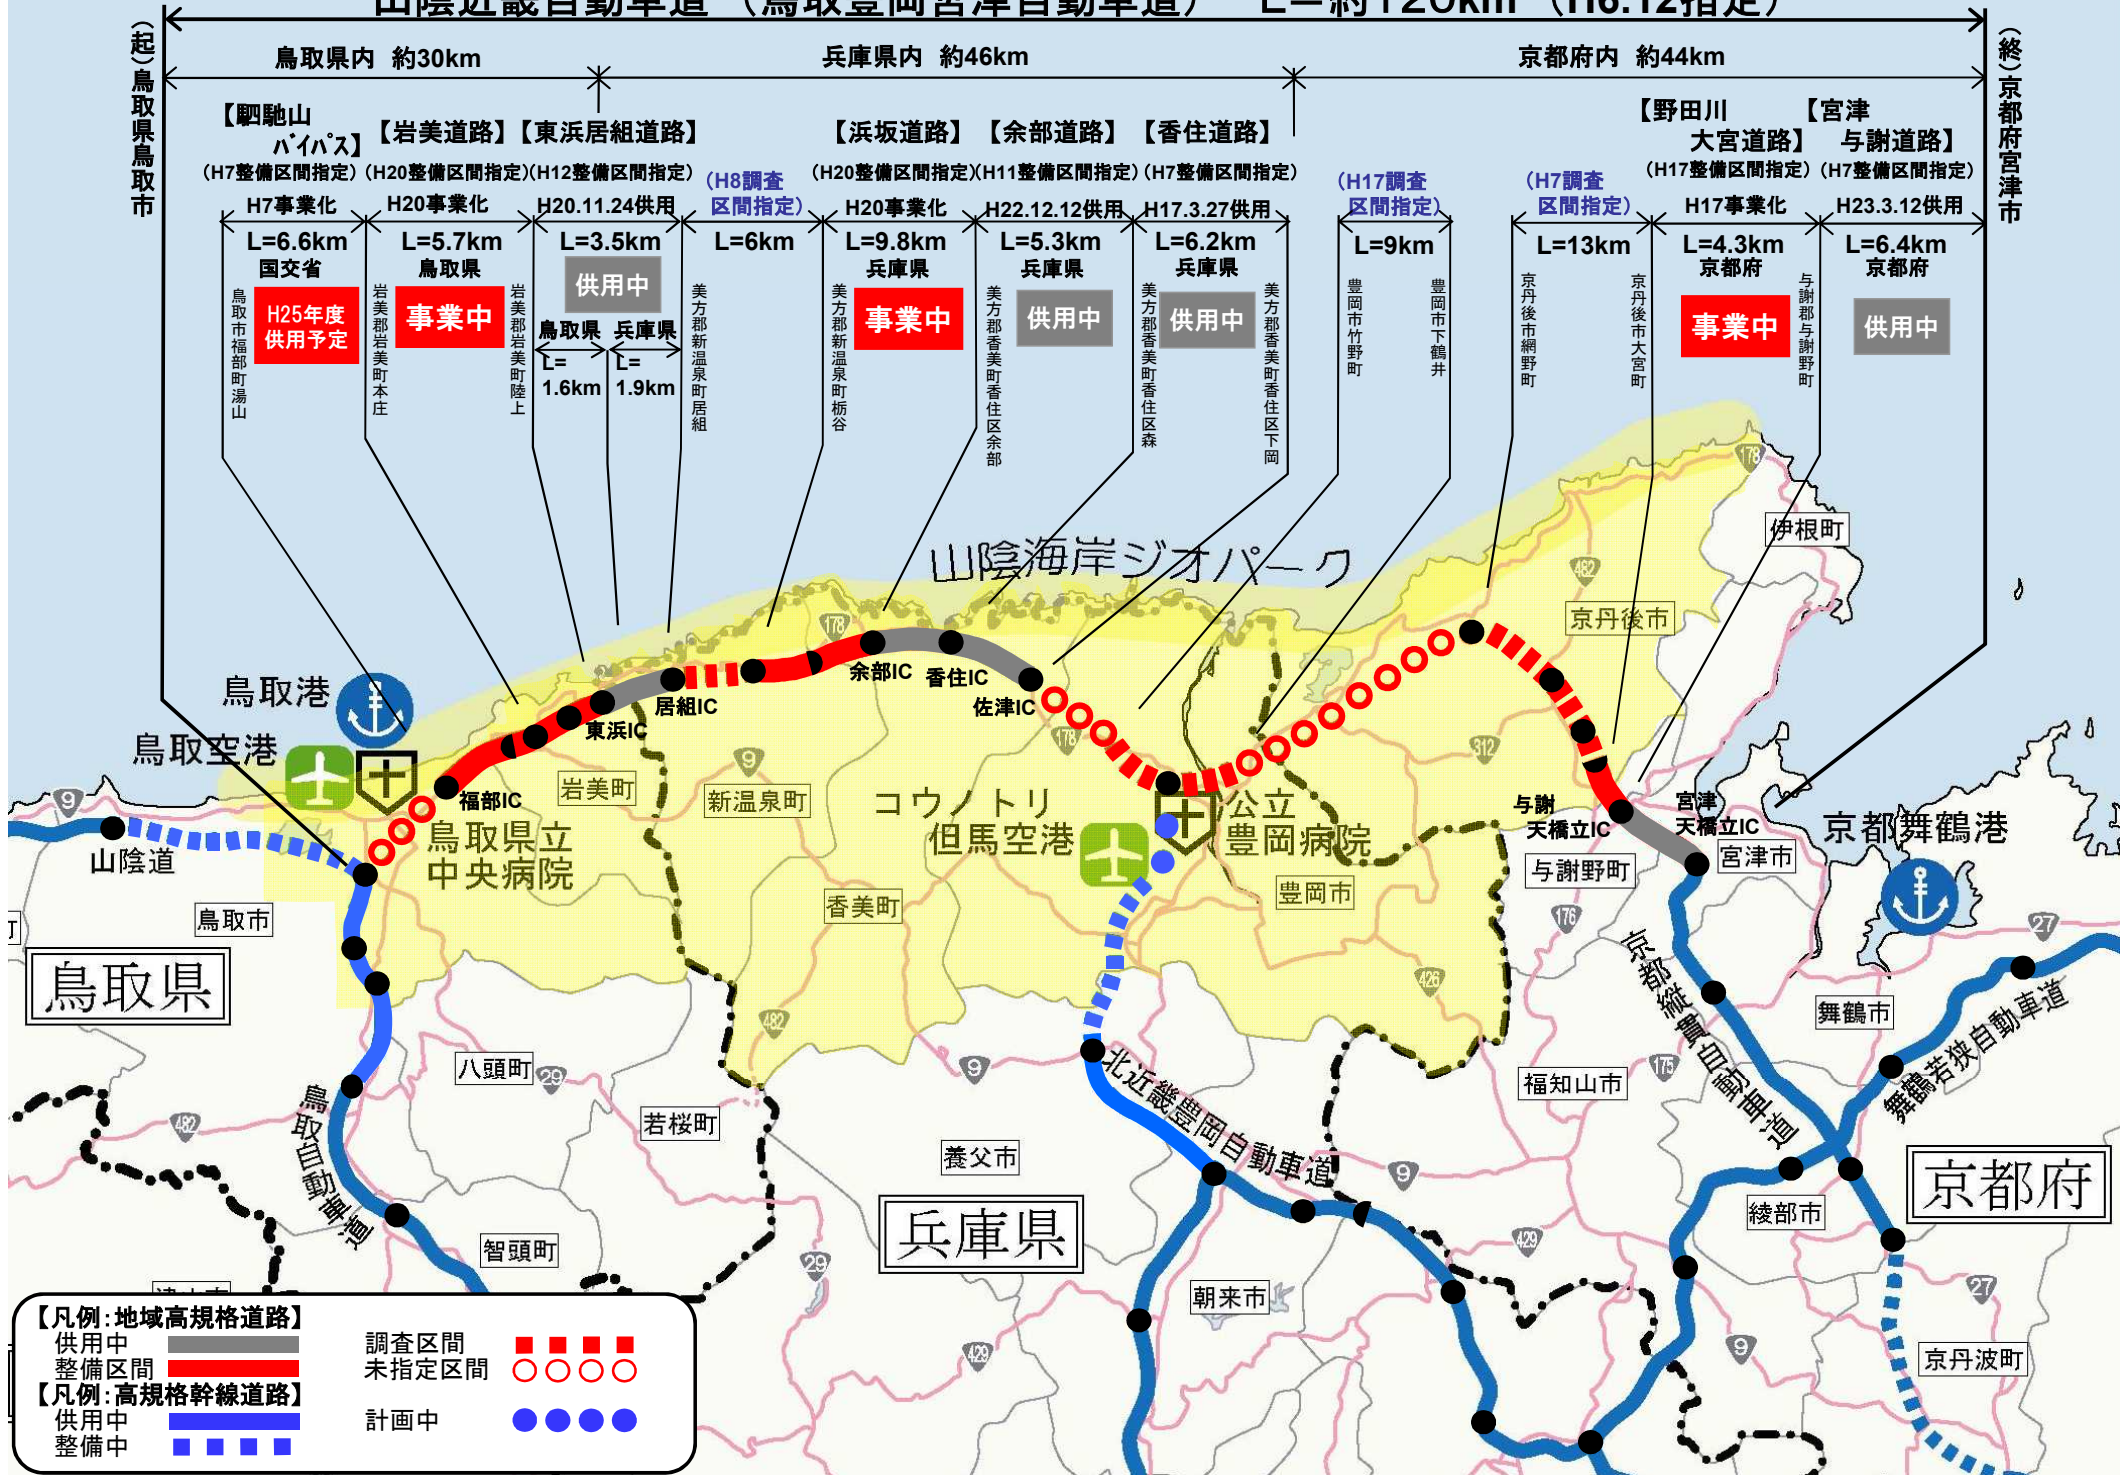 山陰近畿自動車道 （鳥取豊岡宮津自動車道） L＝約120km （H6.12指定）
（起）鳥取県鳥取市
鳥取県内 約30km
兵庫県内 約46km
京都府内 約44km
（終）京都府宮津市
【駟馳山
バイパス】
（H7整備区間指定）
H7事業化
L=6.6km
国交省
H25年度
供用予定
【岩美道路】
（H20整備区間指定）
H20事業化
L=5.7km
鳥取県
事業中
【東浜居組道路】
（H12整備区間指定）
H20.11.24供用
L=3.5km
供用中
鳥取県 兵庫県
L=
1.6km
L=
1.9km
（H8調査
区間指定）
L=6km
【浜坂道路】
（H20整備区間指定）
H20事業化
L=9.8km
兵庫県
事業中
【余部道路】
（H11整備区間指定）
H22.12.12供用
L=5.3km
兵庫県
供用中
【香住道路】
（H7整備区間指定）
H17.3.27供用
L=6.2km
兵庫県
供用中
（H17調査
区間指定）
L=9km
（H7調査
区間指定）
L=13km
【野田川
大宮道路】
（H17整備区間指定）
H17事業化
L=4.3km
京都府
事業中
【宮津
与謝道路】
（H7整備区間指定）
H23.3.12供用
L=6.4km
京都府
供用中
鳥取市福部町湯山
岩美郡岩美町本庄
岩美郡岩美町陸上
美方郡新温泉町居組
美方郡新温泉町栃谷
美方郡香美町香住区余部
美方郡香美町香住区森
美方郡香美町香住区下岡
豊岡市竹野町
豊岡市下鶴井
京丹後市網野町
京丹後市大宮町
与謝郡与謝野町
178
伊根町
山陰海岸ジオパーク
482
京丹後市
178
余部IC
香住IC
佐津IC
居組IC
東浜IC
178
312
鳥取港
鳥取空港
9
福部IC
岩美町
9
新温泉町
コウノトリ
但馬空港
公立
豊岡病院
与謝
天橋立IC
宮津
天橋立IC
京都舞鶴港
山陰道
鳥取県立
中央病院
与謝野町
宮津市
鳥取市
香美町
豊岡市
176
27
鳥取県
426
京都縦貫自動車道
舞鶴市
482
舞鶴若狭自動車道
八頭町
29
9
北近畿豊岡自動車道
福知山市
175
482
若桜町
鳥取自動車道
養父市
9
京都府
兵庫県
綾部市
智頭町
29
429
朝来市
27
9
429
京丹波町
【凡例：地域高規格道路】
供用中
調査区間
整備区間
未指定区間
【凡例：高規格幹線道路】
供用中
計画中
整備中